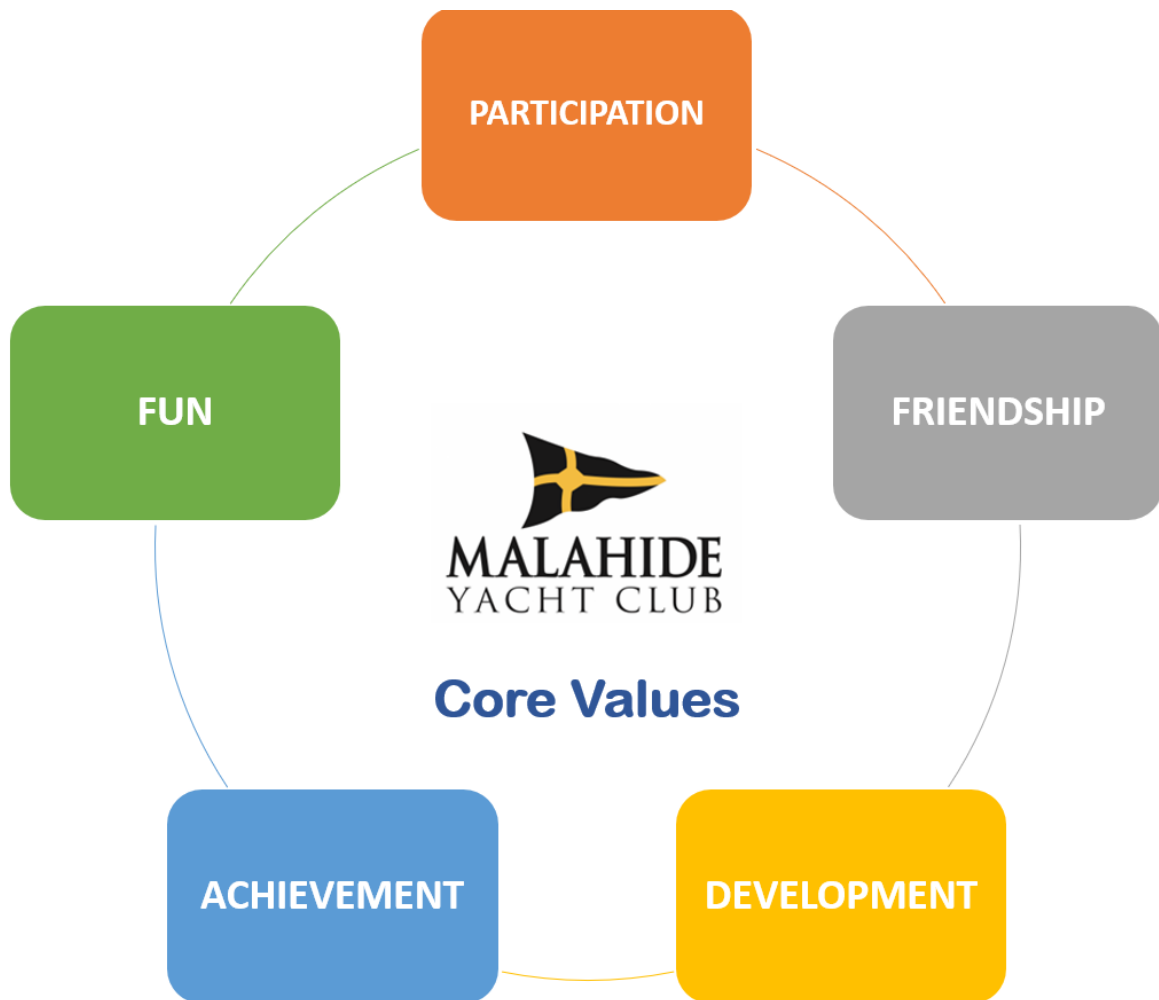 PARTICIPATION
FUN
FRIENDSHIP
MALAHIDE
YACHT CLUB
Core Values
ACHIEVEMENT
DEVELOPMENT